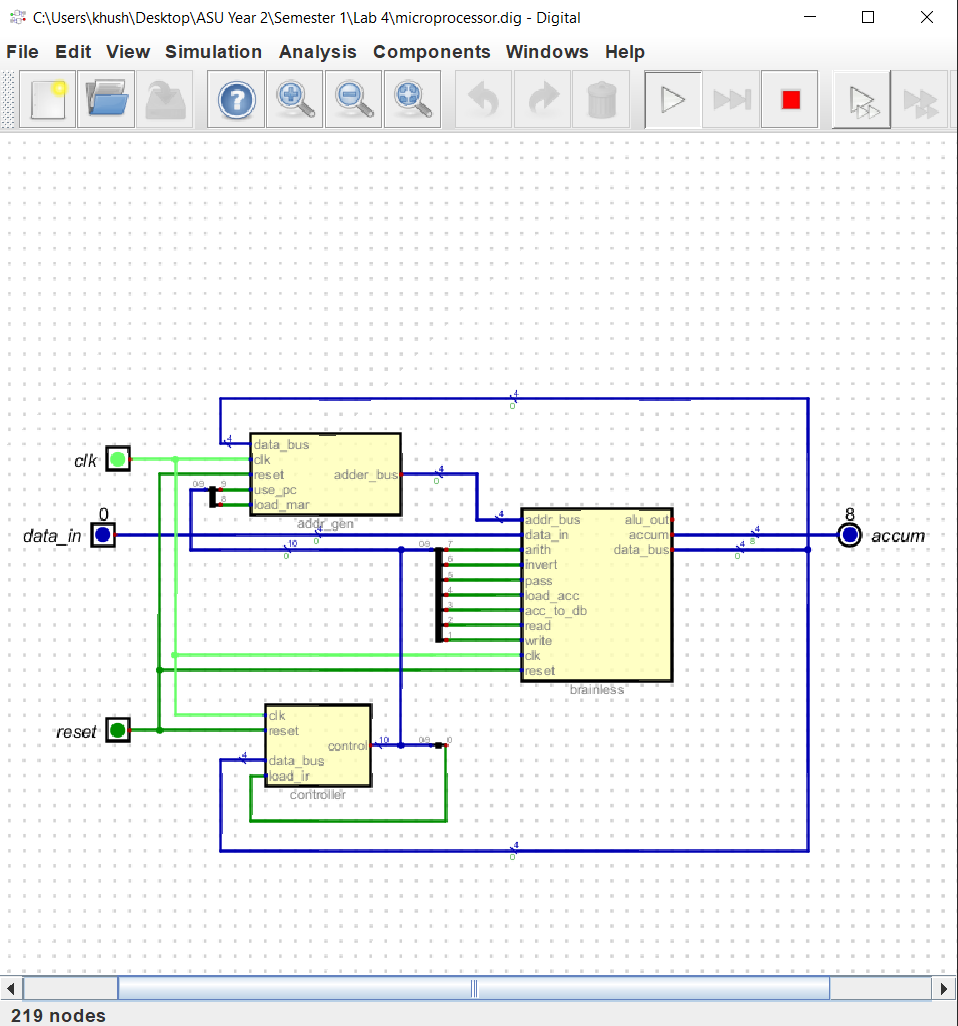 C:\Users\khush\Desktop\ASU Year 2\Semester 1\Lab 4\microprocessor.dig - Digital
File Edit View Simulation Analysis Components Windows Help
4
0
4
data_bus
clk
clk
reset
adder_bus
4
0
0/9
9
use_pc
8
load_mar
addr_gen
0
data_in
0
8
accum
4
addr_bus
alu_out
data_in
accum
4
8
10
0
0/9
7
arith
data_bus
4
0
6
invert
5
pass
4
load_acc
3
acc_to_db
2
read
1
write
clk
reset
brainless
reset
clk
reset
control
10
0/9
0
4
data_bus
load_ir
controller
4
0
219 nodes